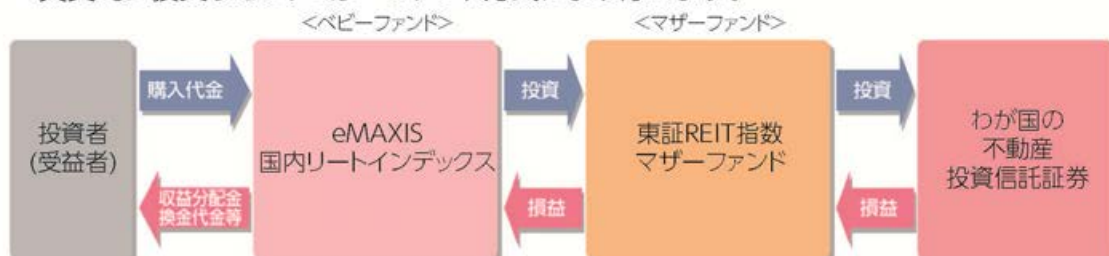 <ベビーファンド>
<マザーファンド>
投資者
(受益者)
購入代金
収益分配金
換金代金等
eMAXIS
国内リートインデックス
投資
損益
東証REIT指数
マザーファンド
投資
損益
わが国の
不動産
投資信託証券